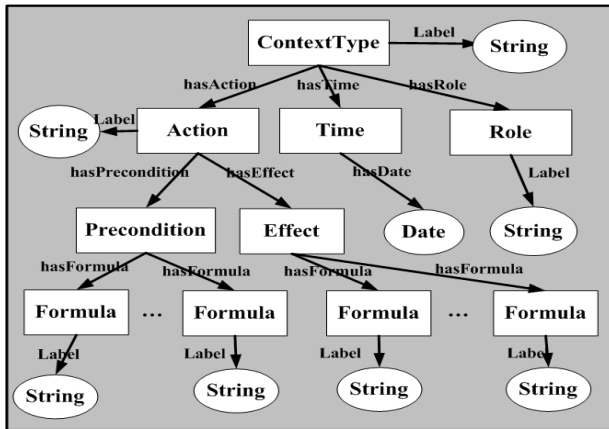 Label
ContextType
String
hasAction
hasTime
hasRole
Label
String
Action
Time
Role
hasPrecondition
hasEffect
hasDate
Label
Precondition
Effect
Date
String
hasFormula
hasFormula
hasFormula
hasFormula
Formula
...
Formula
Formula
...
Formula
Label
Label
Label
Label
String
String
String
String